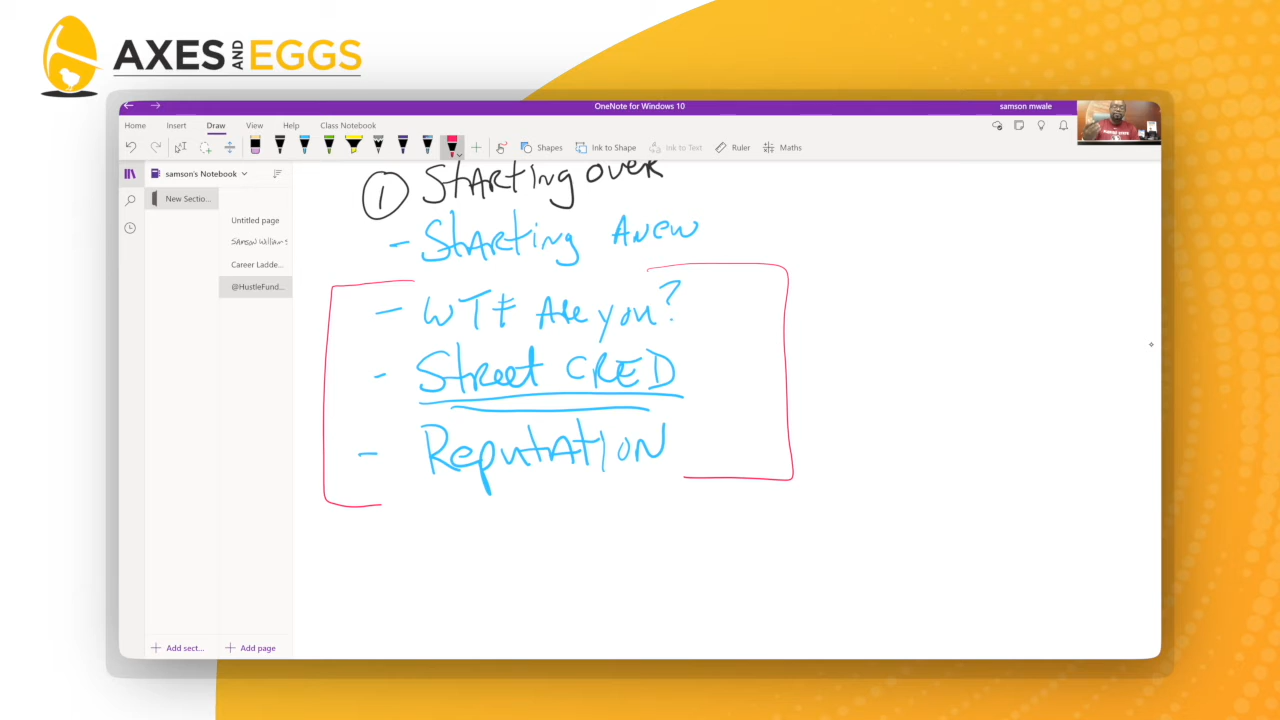 AXES AND EGGS
OneNote for Windows 10
samson mwale
Home Insert Draw View Help Class Notebook
Shapes Ink to Shape Ink to Text Ruler Maths
samson's Notebook
New Sectio...
Untitled page
Samson Williams
Career Ladde...
@HustleFund...
① Starting over
- Starting Anew
- WTF Are you?
- Street CRED
- Reputation
Add sect...
Add page